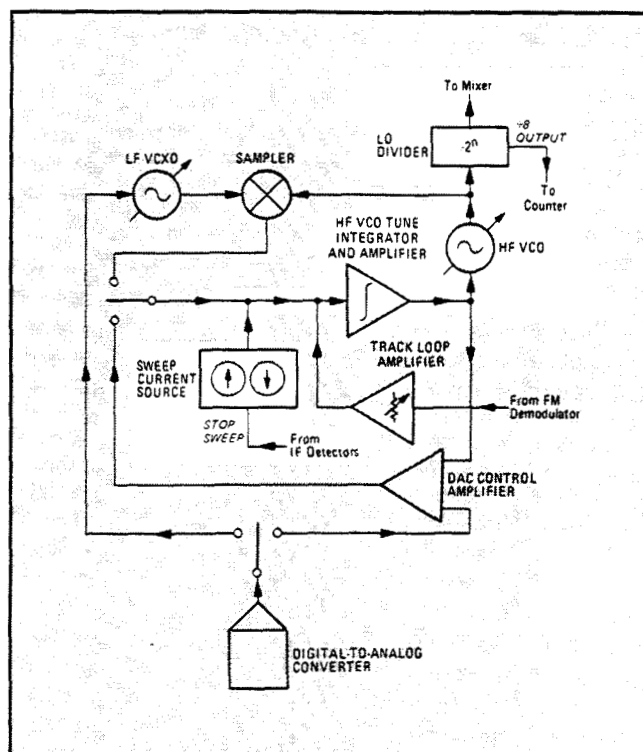 To Mixer
÷8
OUTPUT
LO
DIVIDER
÷2ⁿ
To
Counter
LF VCXO
SAMPLER
HF VCO TUNE
INTEGRATOR
AND AMPLIFIER
HF VCO
TRACK LOOP
AMPLIFIER
SWEEP
CURRENT
SOURCE
STOP
SWEEP
From
IF Detectors
From FM
Demodulator
DAC CONTROL
AMPLIFIER
DIGITAL-TO-ANALOG
CONVERTER